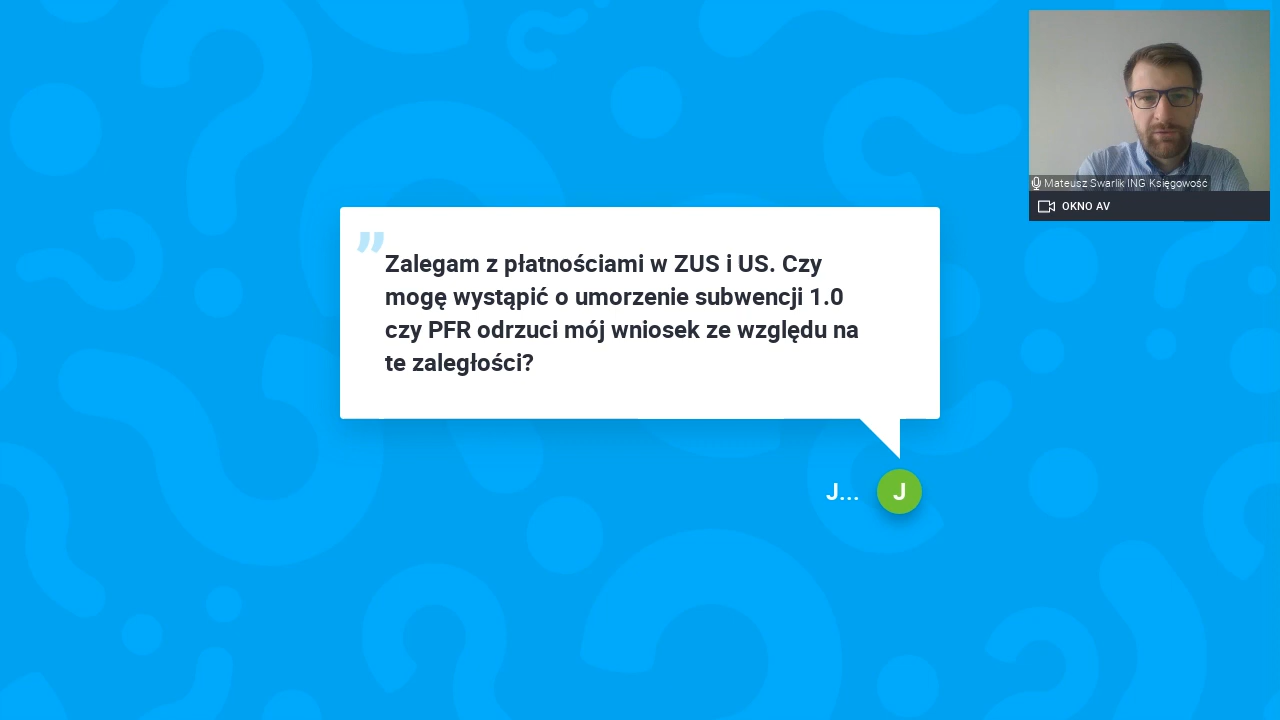 Mateusz Swarlik ING Księgowość
OKNO AV
”
Zalegam z płatnościami w ZUS i US. Czy
mogę wystąpić o umorzenie subwencji 1.0
czy PFR odrzuci mój wniosek ze względu na
te zaległości?
J... J